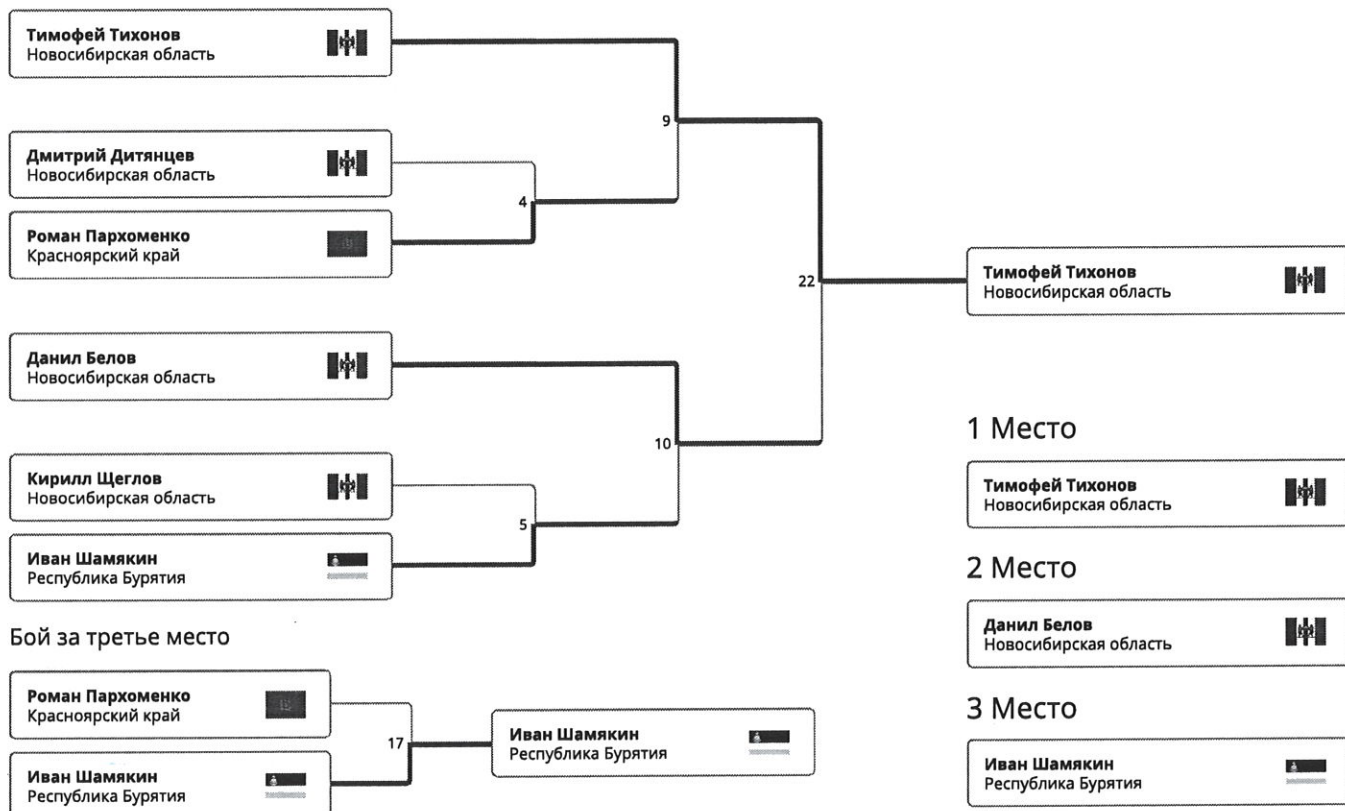 Тимофей Тихонов
Новосибирская область
9
Дмитрий Дитянцев
Новосибирская область
4
Роман Пархоменко
Красноярский край
22
Тимофей Тихонов
Новосибирская область
Данил Белов
Новосибирская область
10
Кирилл Щеглов
Новосибирская область
5
Иван Шамякин
Республика Бурятия
1 Место
Тимофей Тихонов
Новосибирская область
2 Место
Данил Белов
Новосибирская область
3 Место
Иван Шамякин
Республика Бурятия
Бой за третье место
Роман Пархоменко
Красноярский край
17
Иван Шамякин
Республика Бурятия
Иван Шамякин
Республика Бурятия